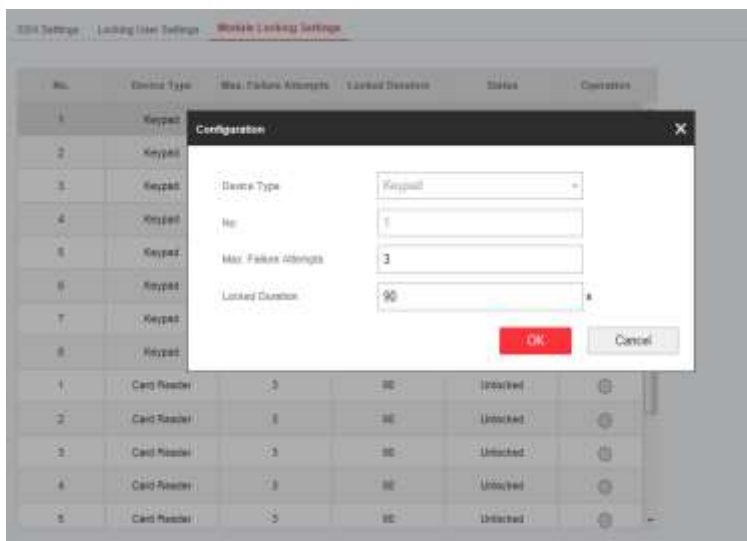 SSH Settings Locking User Settings Module Locking Settings
No. Device Type Max. Failure Attempts Locked Duration Status Operation
1 Keypad
Configuration ×
2 Keypad
3 Keypad
Device Type Keypad
4 Keypad
No. 1
5 Keypad
Max. Failure Attempts 3
6 Keypad
Locked Duration 90 s
7 Keypad
OK Cancel
8 Keypad
1 Card Reader 3 90 Unlocked
2 Card Reader 3 90 Unlocked
3 Card Reader 3 90 Unlocked
4 Card Reader 3 90 Unlocked
5 Card Reader 3 90 Unlocked